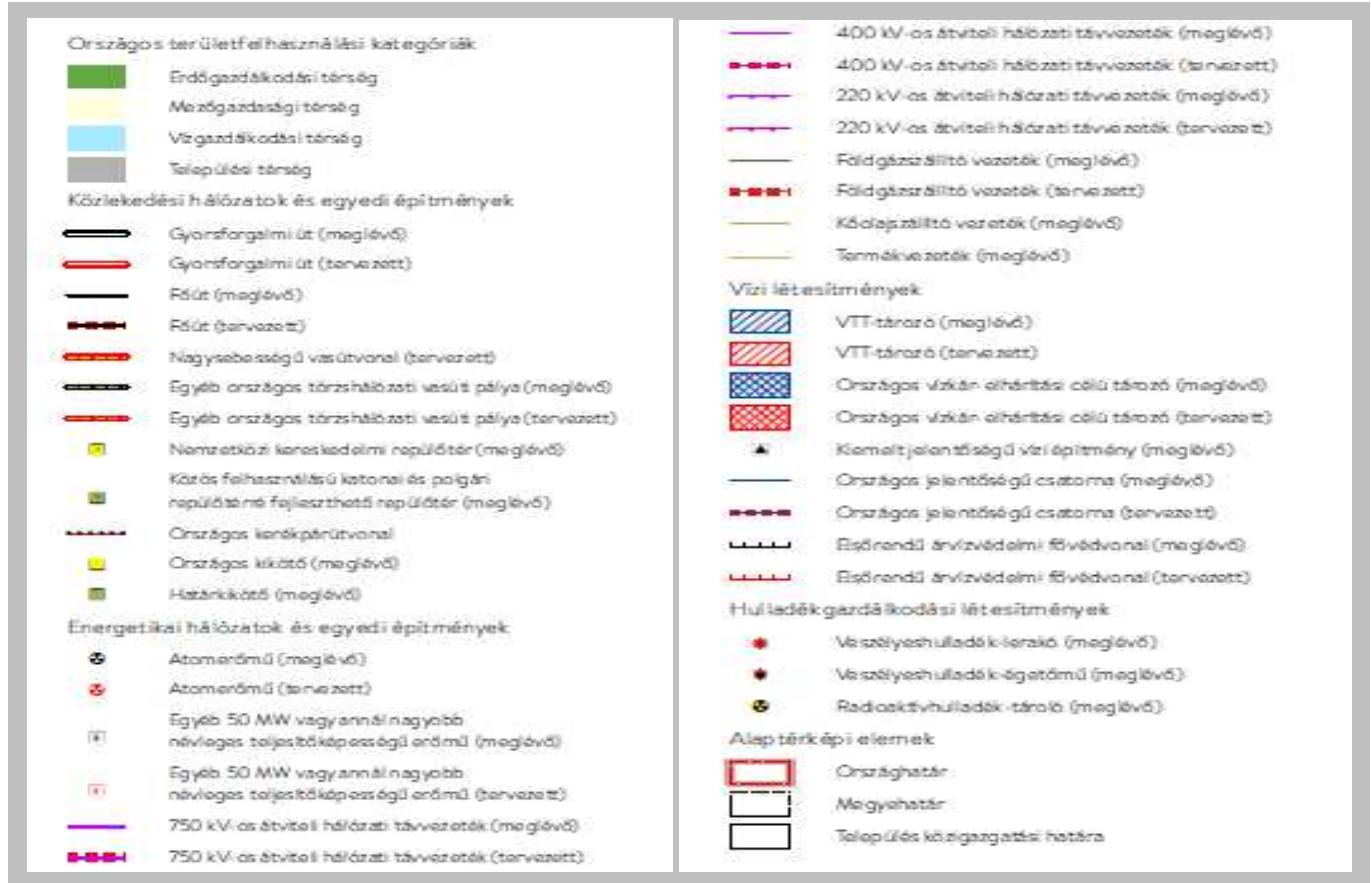 Országos területfelhasználási kategóriák
Erdőgazdálkodási térség
Mezőgazdasági térség
Vízgazdálkodási térség
Települési térség
Közlekedési hálózatok és egyedi építmények
Gyorsforgalmi út (meglévő)
Gyorsforgalmi út (tervezett)
Főút (meglévő)
Főút (tervezett)
Nagysebességű vasútvonal (tervezett)
Egyéb országos törzshálózati vasúti pálya (meglévő)
Egyéb országos törzshálózati vasúti pálya (tervezett)
Nemzetközi kereskedelmi repülőtér (meglévő)
Közös felhasználású katonai és polgári
repülőtérré fejleszthető repülőtér (meglévő)
Országos kerékpárútvonal
Országos kikötő (meglévő)
Határkikötő (meglévő)
Energetikai hálózatok és egyedi építmények
Atomerőmű (meglévő)
Atomerőmű (tervezett)
Egyéb 50 MW vagy annál nagyobb
névleges teljesítőképességű erőmű (meglévő)
Egyéb 50 MW vagy annál nagyobb
névleges teljesítőképességű erőmű (tervezett)
750 kV-os átviteli hálózati távvezeték (meglévő)
750 kV-os átviteli hálózati távvezeték (tervezett)
400 kV-os átviteli hálózati távvezeték (meglévő)
400 kV-os átviteli hálózati távvezeték (tervezett)
220 kV-os átviteli hálózati távvezeték (meglévő)
220 kV-os átviteli hálózati távvezeték (tervezett)
Földgázszállító vezeték (meglévő)
Földgázszállító vezeték (tervezett)
Kőolajszállító vezeték (meglévő)
Termékvezeték (meglévő)
Vízi létesítmények
VTT-tározó (meglévő)
VTT-tározó (tervezett)
Országos vízkár-elhárítási célú tározó (meglévő)
Országos vízkár-elhárítási célú tározó (tervezett)
Kiemelt jelentőségű vízi építmény (meglévő)
Országos jelentőségű csatorna (meglévő)
Országos jelentőségű csatorna (tervezett)
Elsőrendű árvízvédelmi fővédvonal (meglévő)
Elsőrendű árvízvédelmi fővédvonal (tervezett)
Hulladékgazdálkodási létesítmények
Veszélyeshulladék-lerakó (meglévő)
Veszélyeshulladék-égetőmű (meglévő)
Radioaktívhulladék-tároló (meglévő)
Alaptérképi elemek
Országhatár
Megyehatár
Település közigazgatási határa